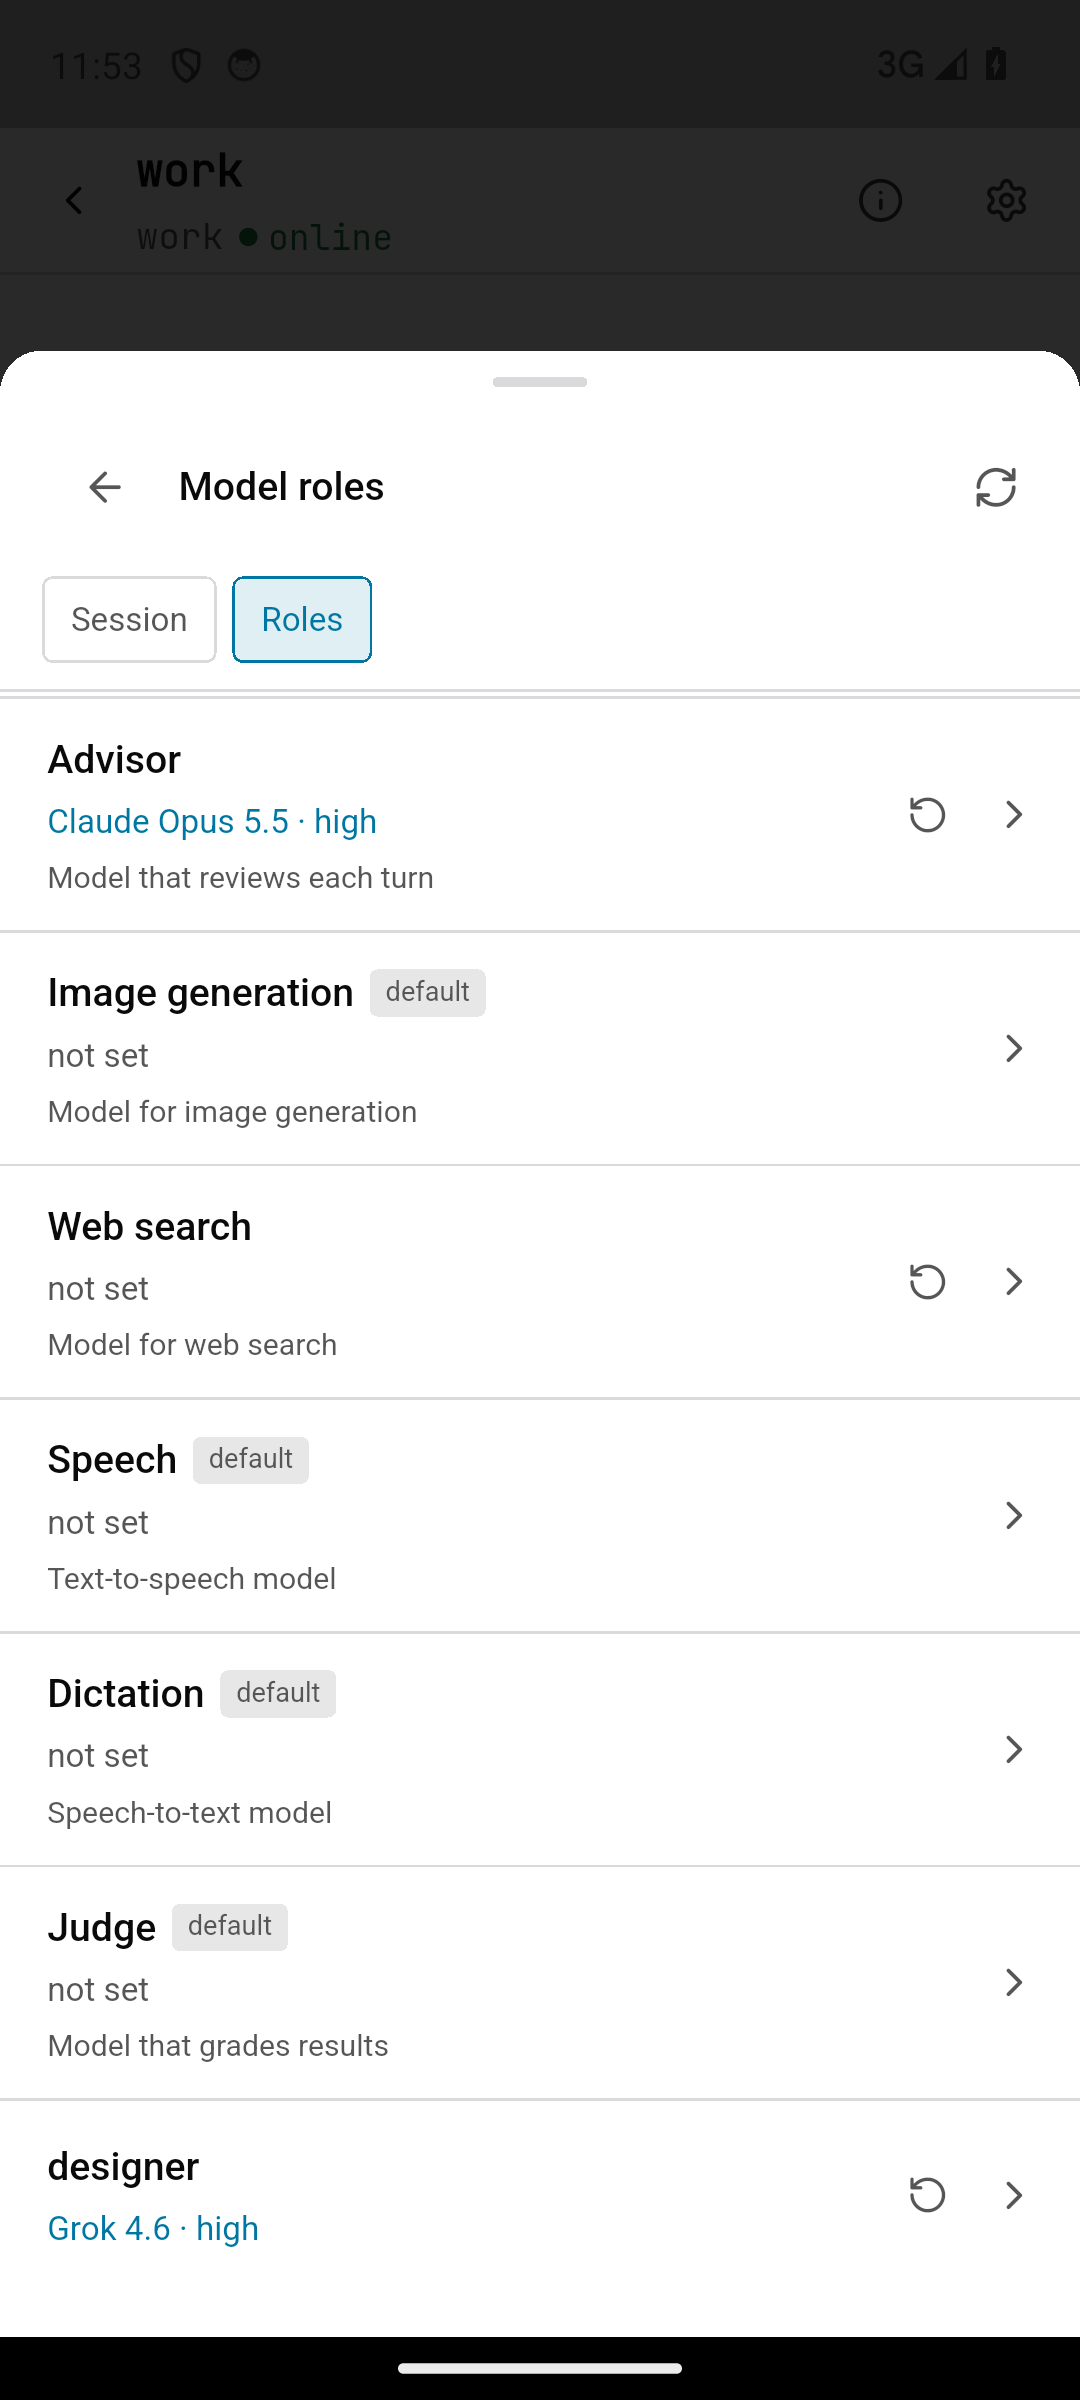 11:53
3G
work
work ● online
Model roles
Session
Roles
Advisor
Claude Opus 5.5 · high
Model that reviews each turn
Image generation default
not set
Model for image generation
Web search
not set
Model for web search
Speech default
not set
Text-to-speech model
Dictation default
not set
Speech-to-text model
Judge default
not set
Model that grades results
designer
Grok 4.6 · high